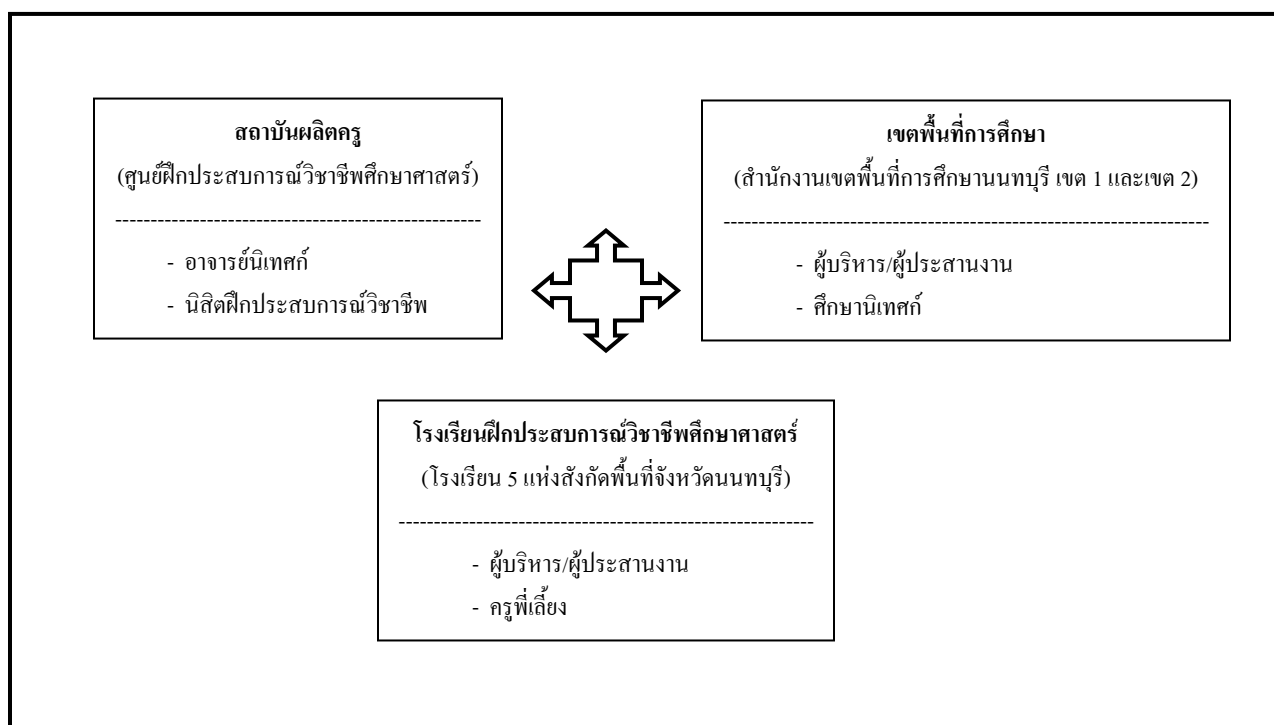 สถาบันผลิตครู
(ศูนย์ฝึกประสบการณ์วิชาชีพศึกษาศาสตร์)
----------------------------------------------------
- อาจารย์นิเทศก์
- นิสิตฝึกประสบการณ์วิชาชีพ
เขตพื้นที่การศึกษา
(สำนักงานเขตพื้นที่การศึกษานนทบุรี เขต 1 และเขต 2)
---------------------------------------------------------------------
- ผู้บริหาร/ผู้ประสานงาน
- ศึกษานิเทศก์
โรงเรียนฝึกประสบการณ์วิชาชีพศึกษาศาสตร์
(โรงเรียน 5 แห่งสังกัดพื้นที่จังหวัดนนทบุรี)
-----------------------------------------------------------
- ผู้บริหาร/ผู้ประสานงาน
- ครูพี่เลี้ยง